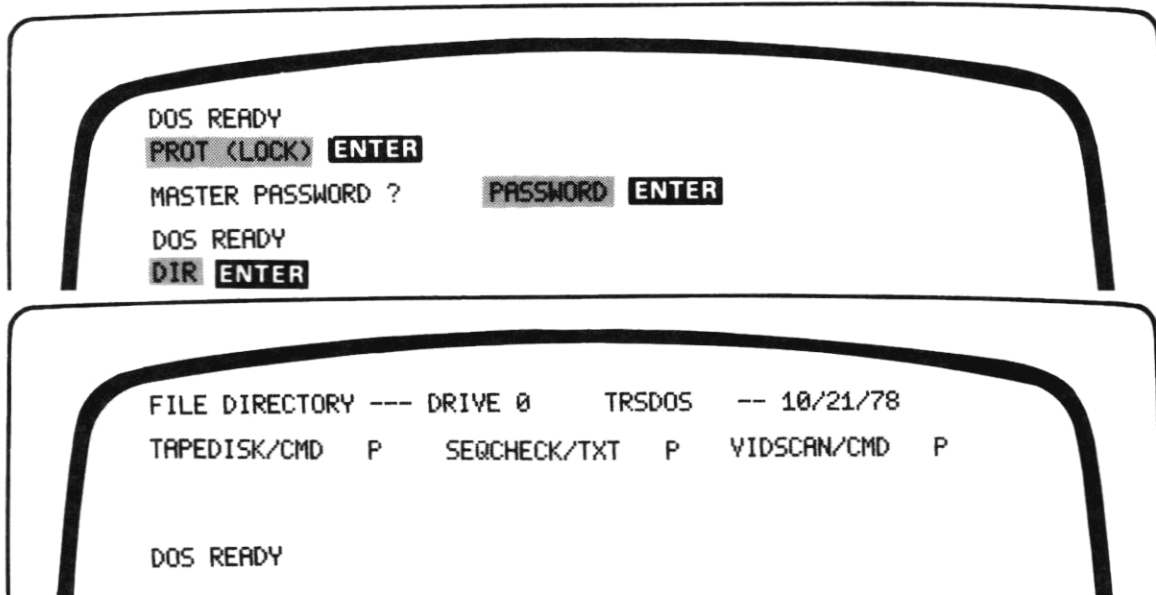 DOS READY
PROT (LOCK) ENTER
MASTER PASSWORD ? PASSWORD ENTER
DOS READY
DIR ENTER
FILE DIRECTORY --- DRIVE 0 TRSDOS -- 10/21/78
TAPEDISK/CMD P SEQCHECK/TXT P VIDSCAN/CMD P
DOS READY